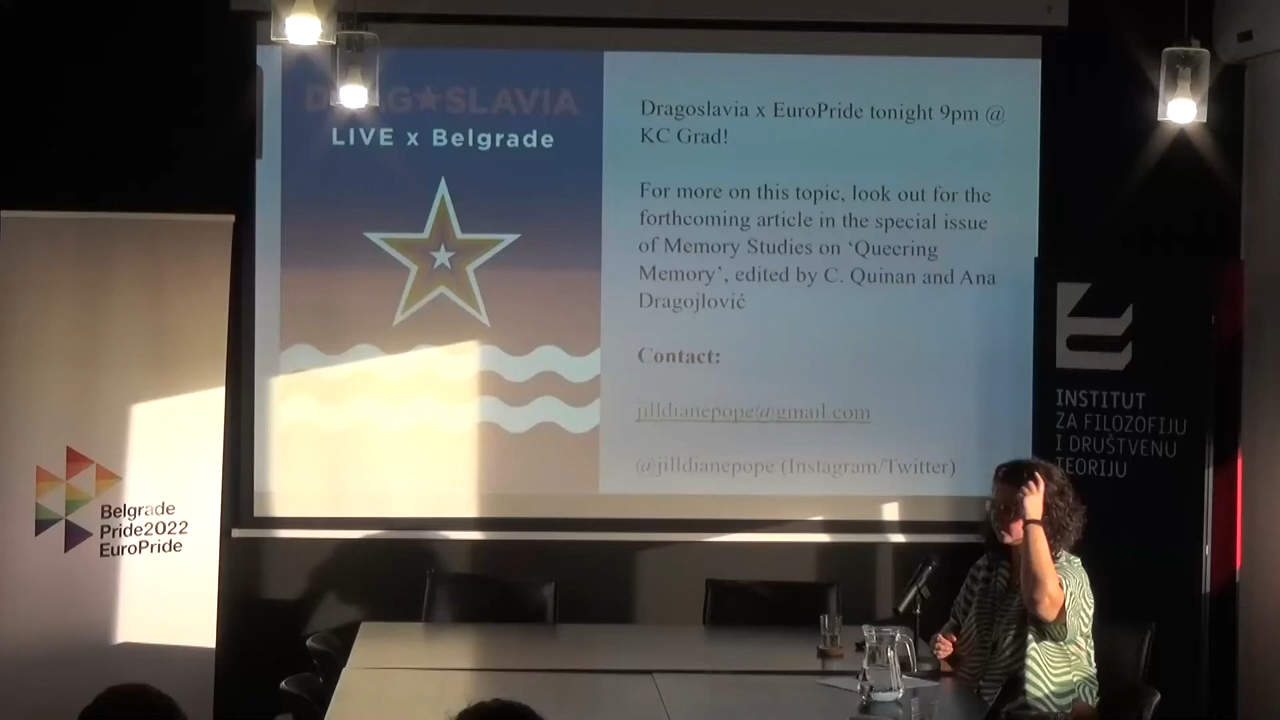 DRAG★SLAVIA
LIVE x Belgrade
Dragoslavia x EuroPride tonight 9pm @
KC Grad!
For more on this topic, look out for the
forthcoming article in the special issue
of Memory Studies on ‘Queering
Memory’, edited by C. Quinan and Ana
Dragojlović
Contact:
jilldianepope@gmail.com
@jilldianepope (Instagram/Twitter)
Belgrade
Pride2022
EuroPride
INSTITUT
ZA FILOZOFIJU
I DRUŠTVENU
TEORIJU